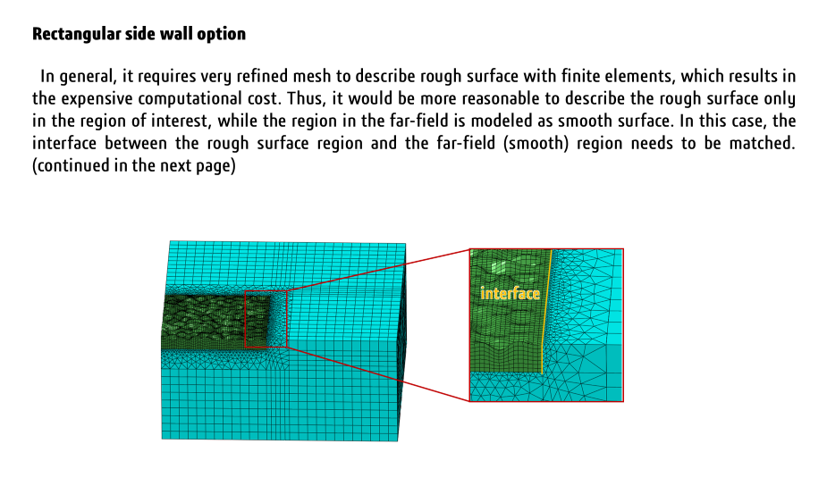 Rectangular side wall option
In general, it requires very refined mesh to describe rough surface with finite elements, which results in
the expensive computational cost. Thus, it would be more reasonable to describe the rough surface only
in the region of interest, while the region in the far-field is modeled as smooth surface. In this case, the
interface between the rough surface region and the far-field (smooth) region needs to be matched.
(continued in the next page)
interface